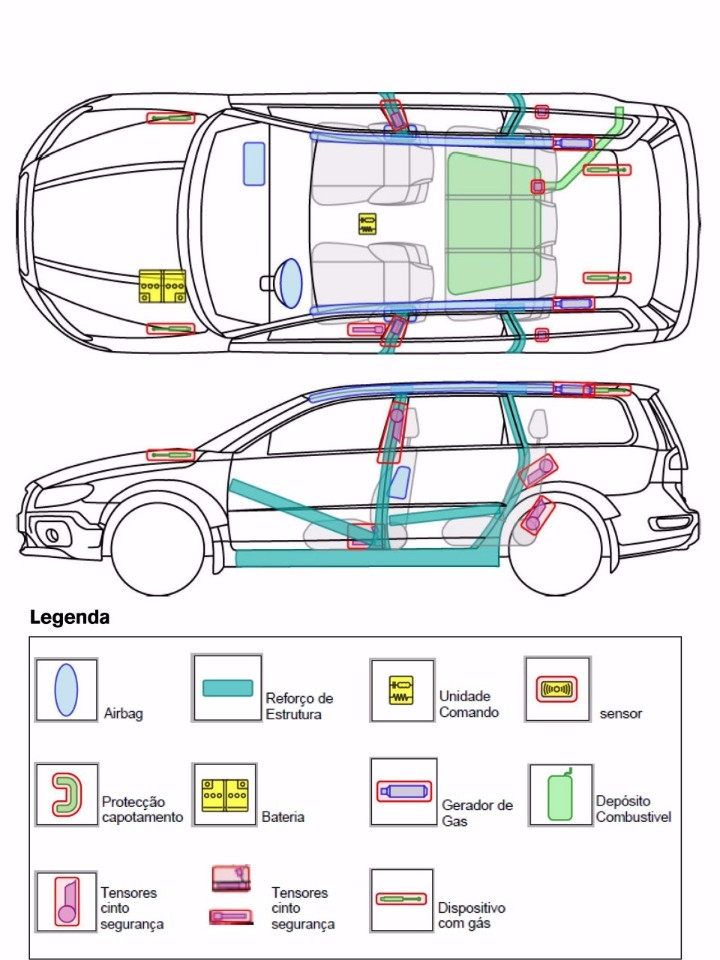 Legenda
Airbag
Reforço de
Estrutura
Unidade
Comando
sensor
Protecção
capotamento
Bateria
Gerador de
Gas
Depósito
Combustivel
Tensores
cinto
segurança
Tensores
cinto
segurança
Dispositivo
com gás